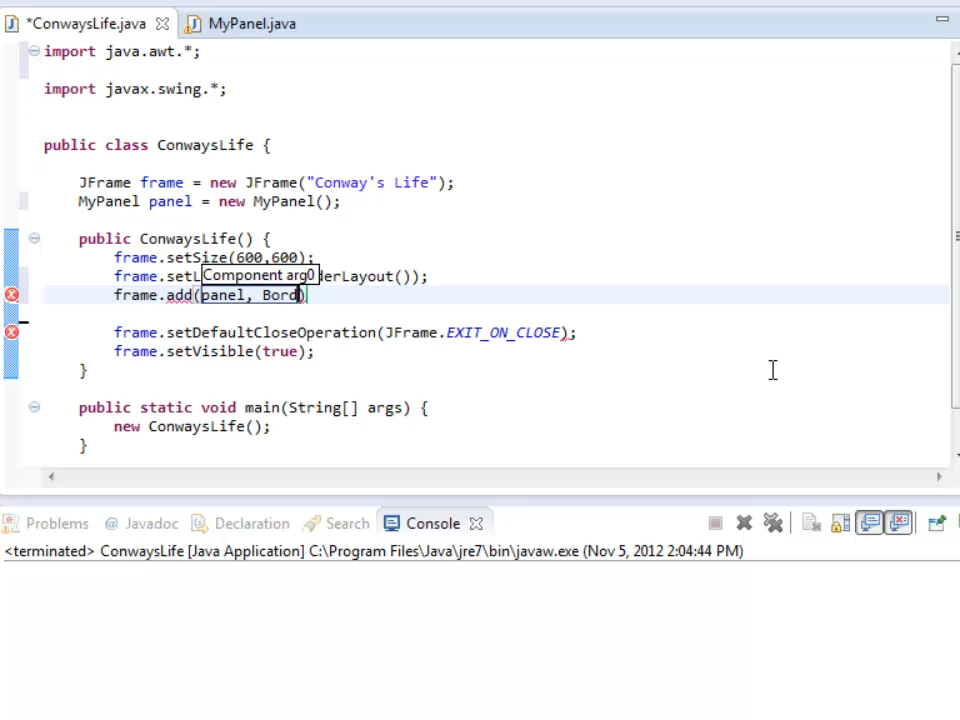 *ConwaysLife.java MyPanel.java
import java.awt.*;
import javax.swing.*;
public class ConwaysLife {
JFrame frame = new JFrame("Conway's Life");
MyPanel panel = new MyPanel();
public ConwaysLife() {
frame.setSize(600,600);
frame.setL Component arg0 derLayout());
frame.add(panel, Bord)
frame.setDefaultCloseOperation(JFrame.EXIT_ON_CLOSE);
frame.setVisible(true);
}
public static void main(String[] args) {
new ConwaysLife();
}
Problems @ Javadoc Declaration Search Console
<terminated> ConwaysLife [Java Application] C:\Program Files\Java\jre7\bin\javaw.exe (Nov 5, 2012 2:04:44 PM)